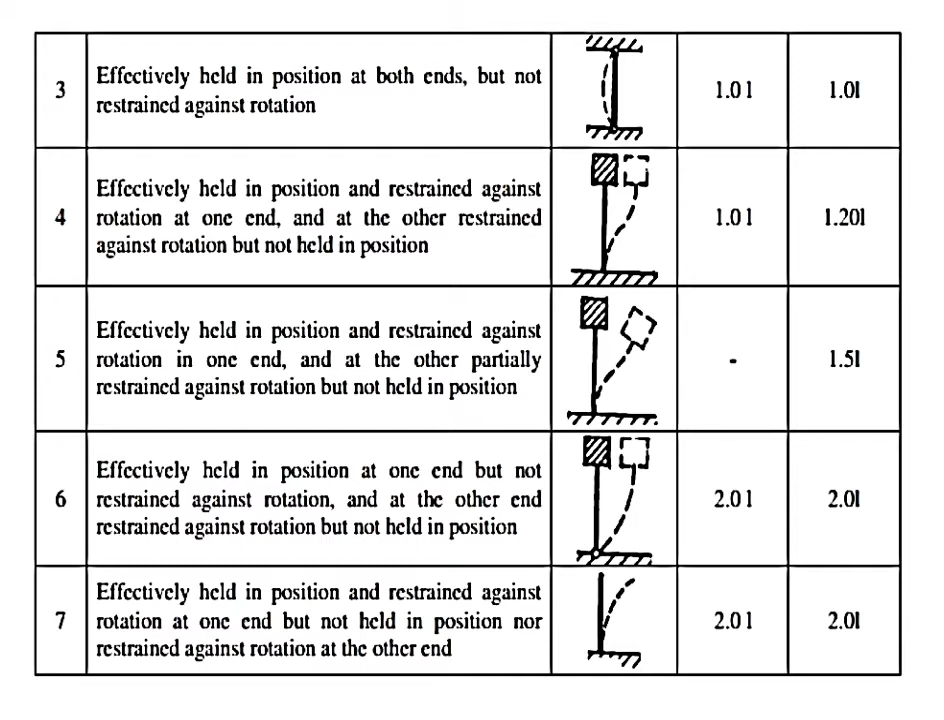 3 Effectively held in position at both ends, but not 1.0 l 1.0l
restrained against rotation
Effectively held in position and restrained against
4 rotation at one end, and at the other restrained 1.0 l 1.20l
against rotation but not held in position
Effectively held in position and restrained against
5 rotation in one end, and at the other partially - 1.5l
restrained against rotation but not held in position
Effectively held in position at one end but not
6 restrained against rotation, and at the other end 2.0 l 2.0l
restrained against rotation but not held in position
Effectively held in position and restrained against
7 rotation at one end but not held in position nor 2.0 l 2.0l
restrained against rotation at the other end